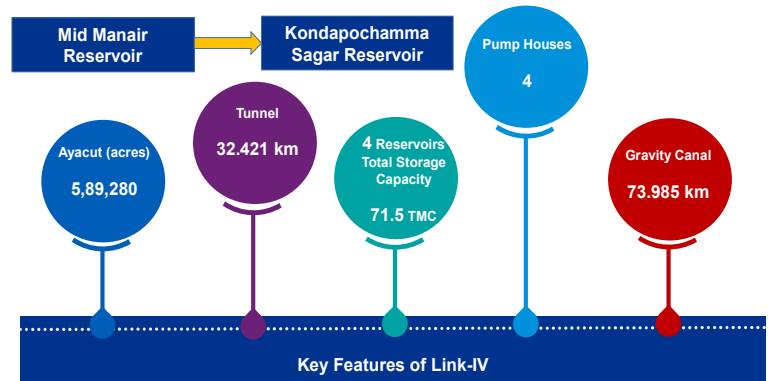 Mid Manair
Reservoir
Kondapochamma
Sagar Reservoir
Pump Houses
4
Tunnel
32.421 km
Ayacut (acres)
5,89,280
4 Reservoirs
Total Storage
Capacity
71.5 TMC
Gravity Canal
73.985 km
Key Features of Link-IV